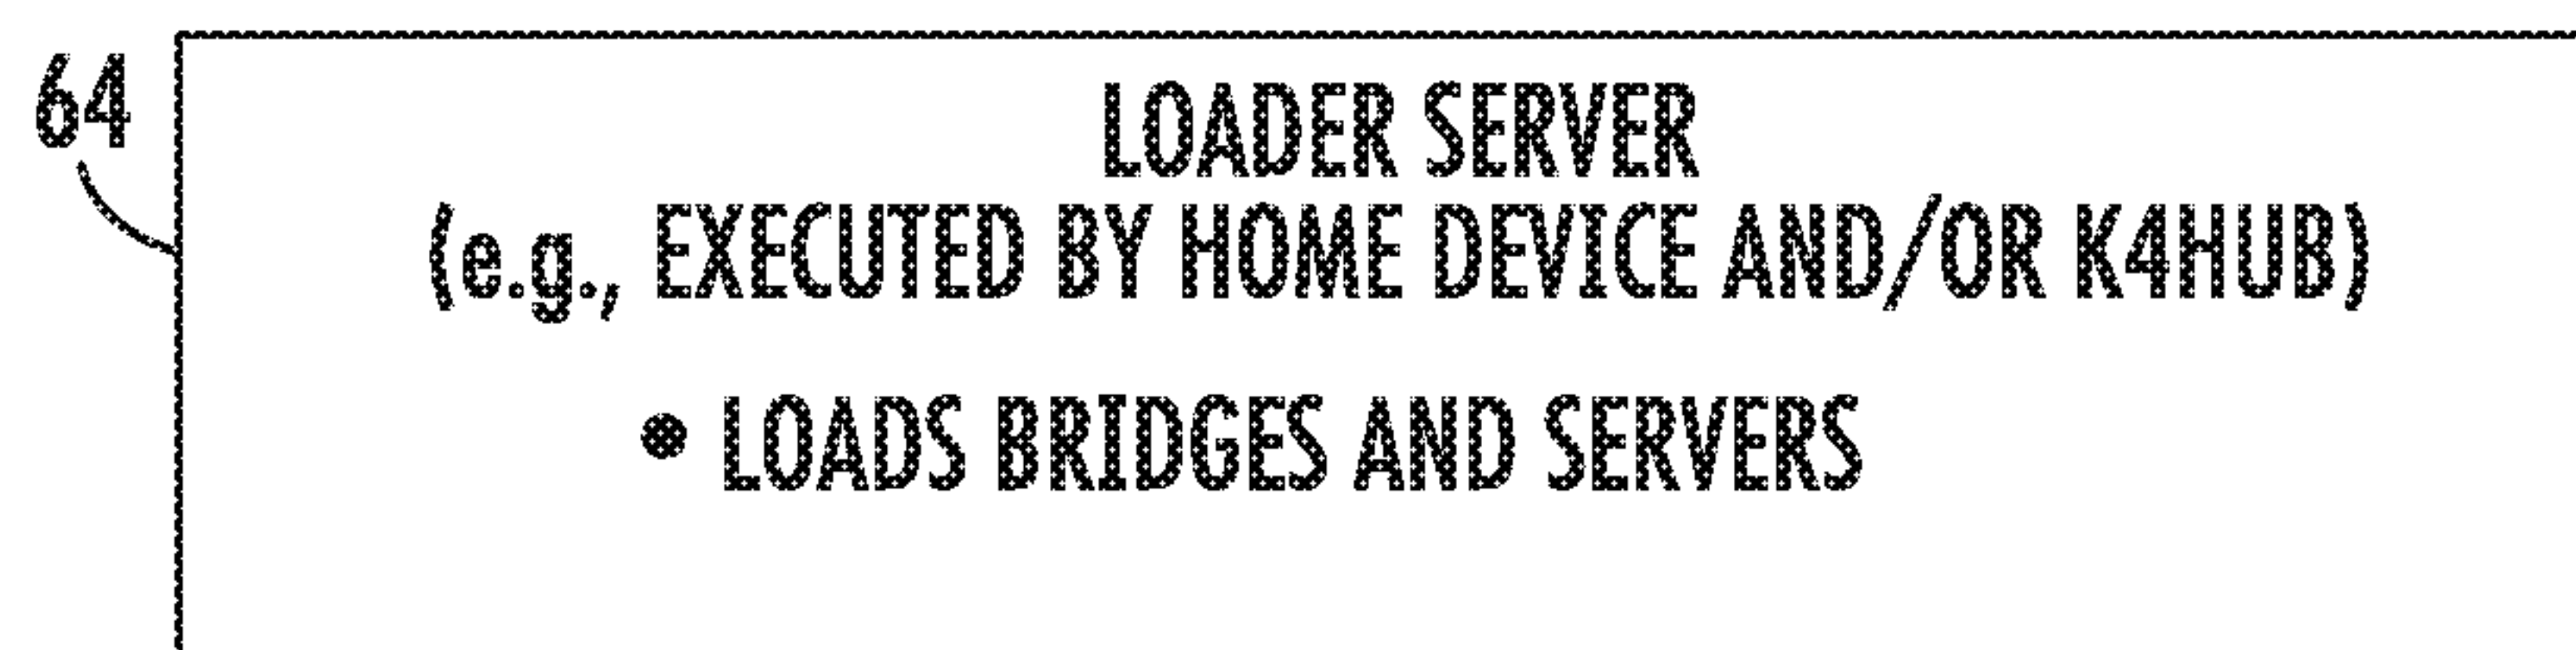 64
LOADER SERVER
(e.g., EXECUTED BY HOME DEVICE AND/OR K4HUB)
• LOADS BRIDGES AND SERVERS